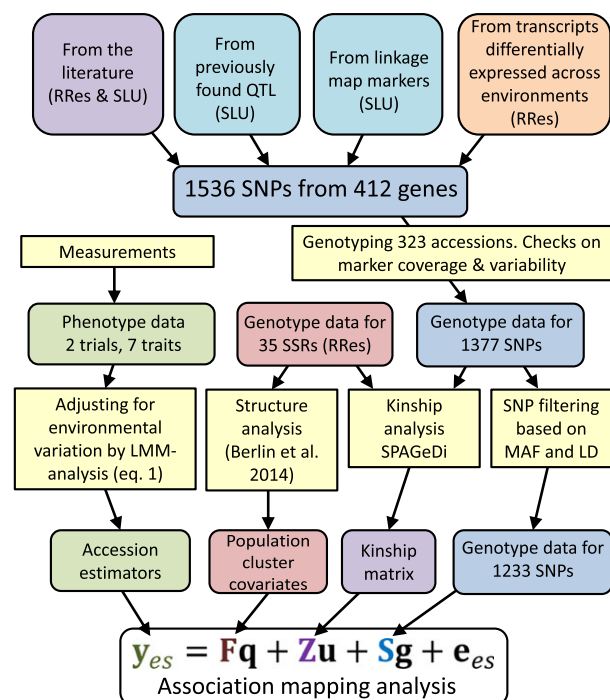 From the
literature
(RRes & SLU)
From
previously
found QTL
(SLU)
From linkage
map markers
(SLU)
From transcripts
differentially
expressed across
environments
(RRes)
1536 SNPs from 412 genes
Measurements
Genotyping 323 accessions. Checks on
marker coverage & variability
Phenotype data
2 trials, 7 traits
Genotype data for
35 SSRs (RRes)
Genotype data for
1377 SNPs
Adjusting for
environmental
variation by LMM-
analysis (eq. 1)
Structure
analysis
(Berlin et al.
2014)
Kinship
analysis
SPAGeDi
SNP filtering
based on
MAF and LD
Accession
estimators
Population
cluster
covariates
Kinship
matrix
Genotype data for
1233 SNPs
y_es = Fq + Zu + Sg + e_es
Association mapping analysis